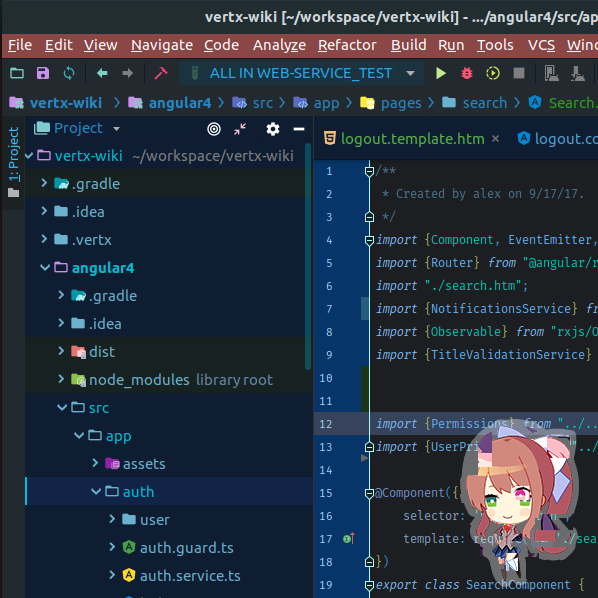 vertx-wiki [~/workspace/vertx-wiki] - .../angular4/src/ap
File Edit View Navigate Code Analyze Refactor Build Run Tools VCS Winc
ALL IN WEB-SERVICE_TEST
vertx-wiki angular4 src app pages search Search.
1: Project
Project
logout.template.htm logout.co
vertx-wiki ~/workspace/vertx-wiki
.gradle
.idea
.vertx
angular4
.gradle
.idea
dist
node_modules library root
src
app
assets
auth
user
auth.guard.ts
auth.service.ts
1 /**
2 * Created by alex on 9/17/17.
3 */
4 import {Component, EventEmitter,
5 import {Router} from "@angular/r
6 import "./search.htm";
7 import {NotificationsService} fr
8 import {Observable} from "rxjs/O
9 import {TitleValidationService}
10
11
12 import {Permissions} from "../..
13 import {UserPri ../
14
15 @Component({
16 selector:
17 template: './sea
18 })
19 export class SearchComponent {